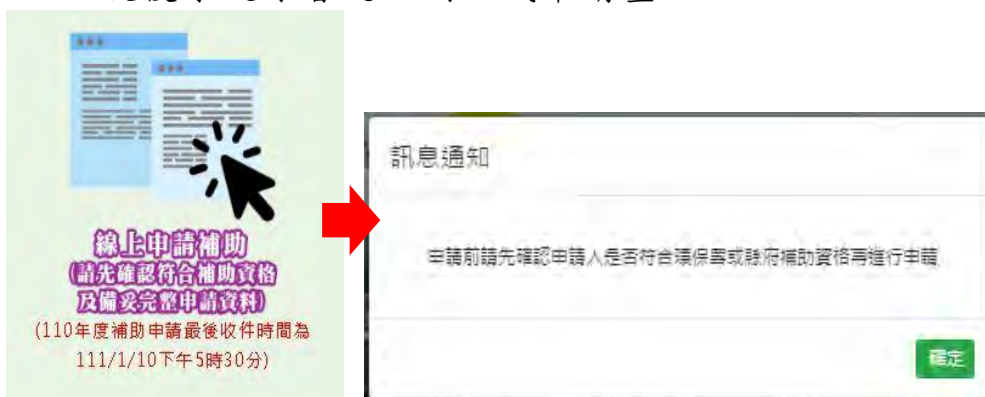 線上申請補助
(請先確認符合補助資格
及備妥完整申請資料)
(110年度補助申請最後收件時間為
111/1/10下午5時30分)
訊息通知
申請前請先確認申請人是否符合環保署或縣府補助資格再進行申請
確定